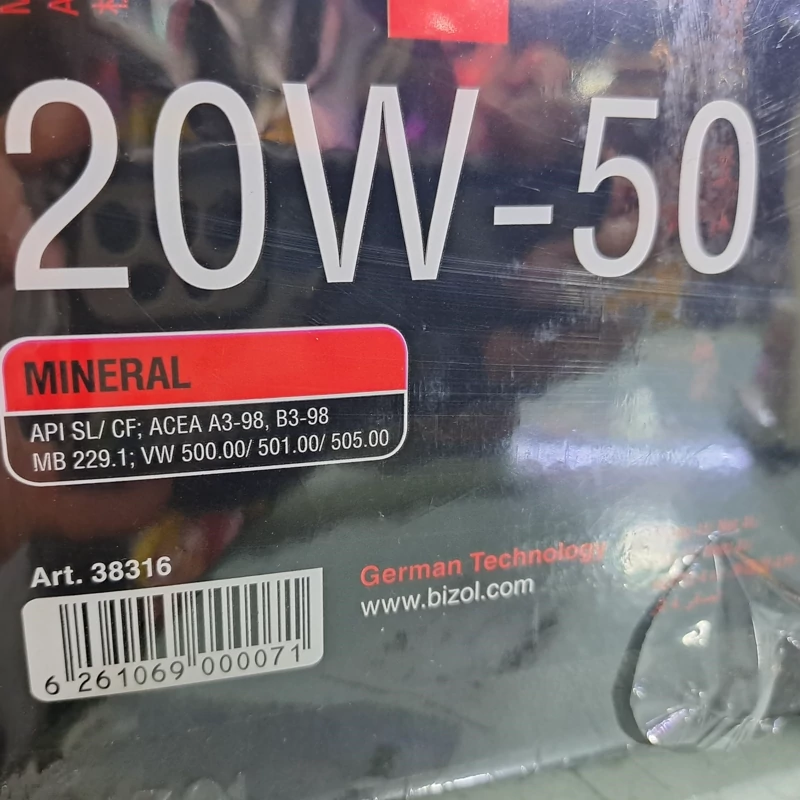 20W-50
MINERAL
API SL/ CF; ACEA A3-98, B3-98
MB 229.1; VW 500.00/ 501.00/ 505.00
Art. 38316
German Technology
www.bizol.com
6 261069 000071